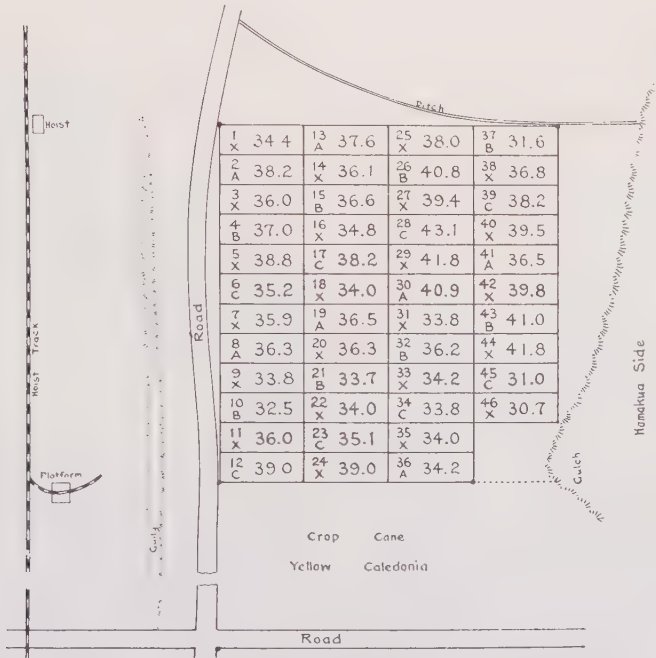 Ditch
Hoist
1 X 34 4 13 A 37.6 25 X 38.0 37 B 31.6
2 A 38.2 14 X 36.1 26 B 40.8 38 X 36.8
3 X 36.0 15 B 36.6 27 X 39.4 39 C 38.2
4 B 37.0 16 X 34.8 28 C 43.1 40 X 39.5
5 X 38.8 17 C 38.2 29 X 41.8 41 A 36.5
6 C 35.2 18 X 34.0 30 A 40.9 42 X 39.8
7 X 35.9 19 A 36.5 31 X 33.8 43 B 41.0
8 A 36.3 20 X 36.3 32 B 36.2 44 X 41.8
9 X 33.8 21 B 33.7 33 X 34.2 45 C 31.0
10 B 32.5 22 X 34.0 34 C 33.8 46 X 30.7
11 X 36.0 23 C 35.1 35 X 34.0
12 C 39 0 24 X 39.0 36 A 34.2
Road
Hoist Track
Hamakua Side
Platform
Gulch
Crop Cane
Yellow Caledonia
Road